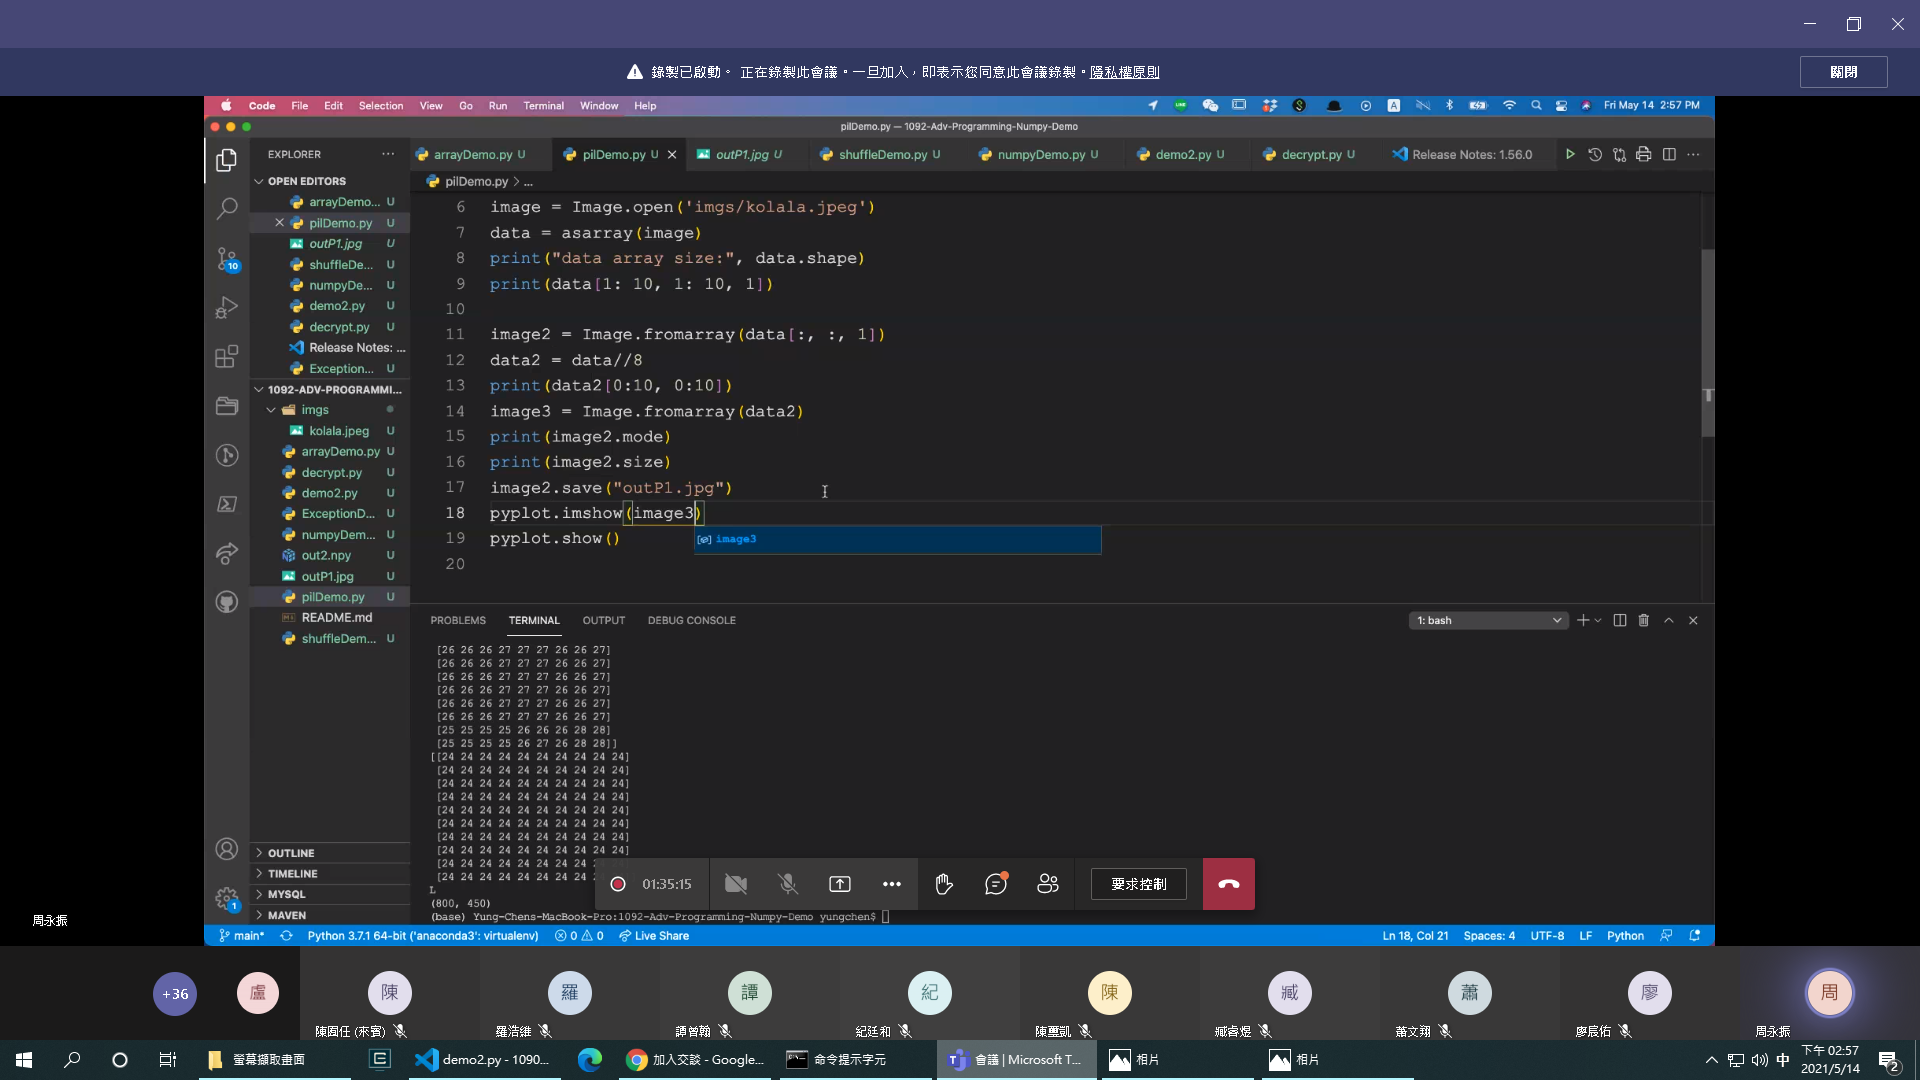 錄製已啟動。 正在錄製此會議。一旦加入，即表示您同意此會議錄製。隱私權原則
關閉
Code File Edit Selection View Go Run Terminal Window Help
Fri May 14 2:57 PM
pilDemo.py — 1092-Adv-Programming-Numpy-Demo
EXPLORER
arrayDemo.py U
pilDemo.py U
outP1.jpg U
shuffleDemo.py U
numpyDemo.py U
demo2.py U
decrypt.py U
Release Notes: 1.56.0
OPEN EDITORS
arrayDemo... U
pilDemo.py U
outP1.jpg U
shuffleDe... U
numpyDe... U
demo2.py U
decrypt.py U
Release Notes: ...
Exception... U
1092-ADV-PROGRAMMI...
imgs
kolala.jpeg U
arrayDemo.py U
decrypt.py U
demo2.py U
ExceptionD... U
numpyDem... U
out2.npy U
outP1.jpg U
pilDemo.py U
README.md
shuffleDem... U
OUTLINE
TIMELINE
MYSQL
MAVEN
10
1
pilDemo.py > ...
6 image = Image.open('imgs/kolala.jpeg')
7 data = asarray(image)
8 print("data array size:", data.shape)
9 print(data[1: 10, 1: 10, 1])
10
11 image2 = Image.fromarray(data[:, :, 1])
12 data2 = data//8
13 print(data2[0:10, 0:10])
14 image3 = Image.fromarray(data2)
15 print(image2.mode)
16 print(image2.size)
17 image2.save("outP1.jpg")
18 pyplot.imshow(image3)
19 pyplot.show()
image3
20
PROBLEMS TERMINAL OUTPUT DEBUG CONSOLE
1: bash
[26 26 26 27 27 27 26 26 27]
[26 26 26 27 27 27 26 26 27]
[26 26 26 27 27 27 26 26 27]
[26 26 26 27 27 27 26 26 27]
[26 26 26 27 27 27 26 26 27]
[26 26 26 27 27 27 26 26 27]
[25 25 25 25 26 26 26 28 28]
[25 25 25 25 26 27 26 28 28]]
[[24 24 24 24 24 24 24 24 24 24]
[24 24 24 24 24 24 24 24 24 24]
[24 24 24 24 24 24 24 24 24 24]
[24 24 24 24 24 24 24 24 24 24]
[24 24 24 24 24 24 24 24 24 24]
[24 24 24 24 24 24 24 24 24 24]
[24 24 24 24 24 24 24 24 24 24]
[24 24 24 24 24 24 24 24 24 24]
[24 24 24 24 24 24 24 24
[24 24 24 24 24 24 24 24
L
(800, 450)
(base) Yung-Chens-MacBook-Pro:1092-Adv-Programming-Numpy-Demo yungchen$
01:35:15
要求控制
周永振
main* Python 3.7.1 64-bit ('anaconda3': virtualenv) 0 0 Live Share
Ln 18, Col 21 Spaces: 4 UTF-8 LF Python
+36 盧 陳 羅 譚 紀 陳 臧 蕭 廖 周
陳囿任 (來賓) 羅浩維 譚曾翰 紀廷和 陳璽凱 臧睿煜 蕭文翔 廖宸佑 周永振
螢幕擷取畫面
demo2.py - 1090...
加入交談 - Google...
命令提示字元
會議 | Microsoft T...
相片
相片
中
下午 02:57
2021/5/14
2